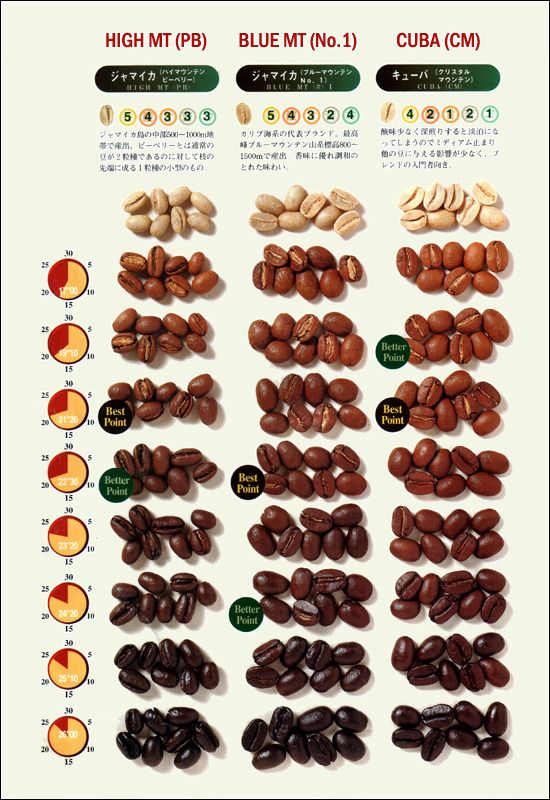 HIGH MT (PB)
BLUE MT (No.1)
CUBA (CM)
ジャマイカ(ハイマウンテン ピーベリー)
HIGH MT (PB)
ジャマイカ(ブルーマウンテン No. 1)
BLUE MT (#1)
キューバ(クリスタル マウンテン)
CUBA (CM)
5 4 3 3 3
5 4 3 2 4
4 2 1 2 1
ジャマイカ島の中部500〜1000m地
帯で産出。ピーベリーとは通常の
豆が2粒種であるのに対して枝の
先端に成る1粒種の小型のもの。
カリブ海系の代表ブランド。最高
峰ブルーマウンテン山系標高800〜
1500mで産出 香味に優れ調和の
とれた味わい。
酸味少なく深煎りすると淡泊に
なってしまうのでミディアム止まり
他の豆に与える影響が少なく、ブ
レンドの入門者向き。
30
25 5
17"00
20 10
15
30
25 5
19"10
20 10
15
Better
Point
30
25 5
21"20
20 10
15
Best
Point
Best
Point
30
25 5
22"30
20 10
15
Better
Point
Best
Point
30
25 5
23"20
20 10
15
30
25 5
24"20
20 10
15
Better
Point
30
25 5
25"10
20 10
15
30
25 5
26"00
20 10
15